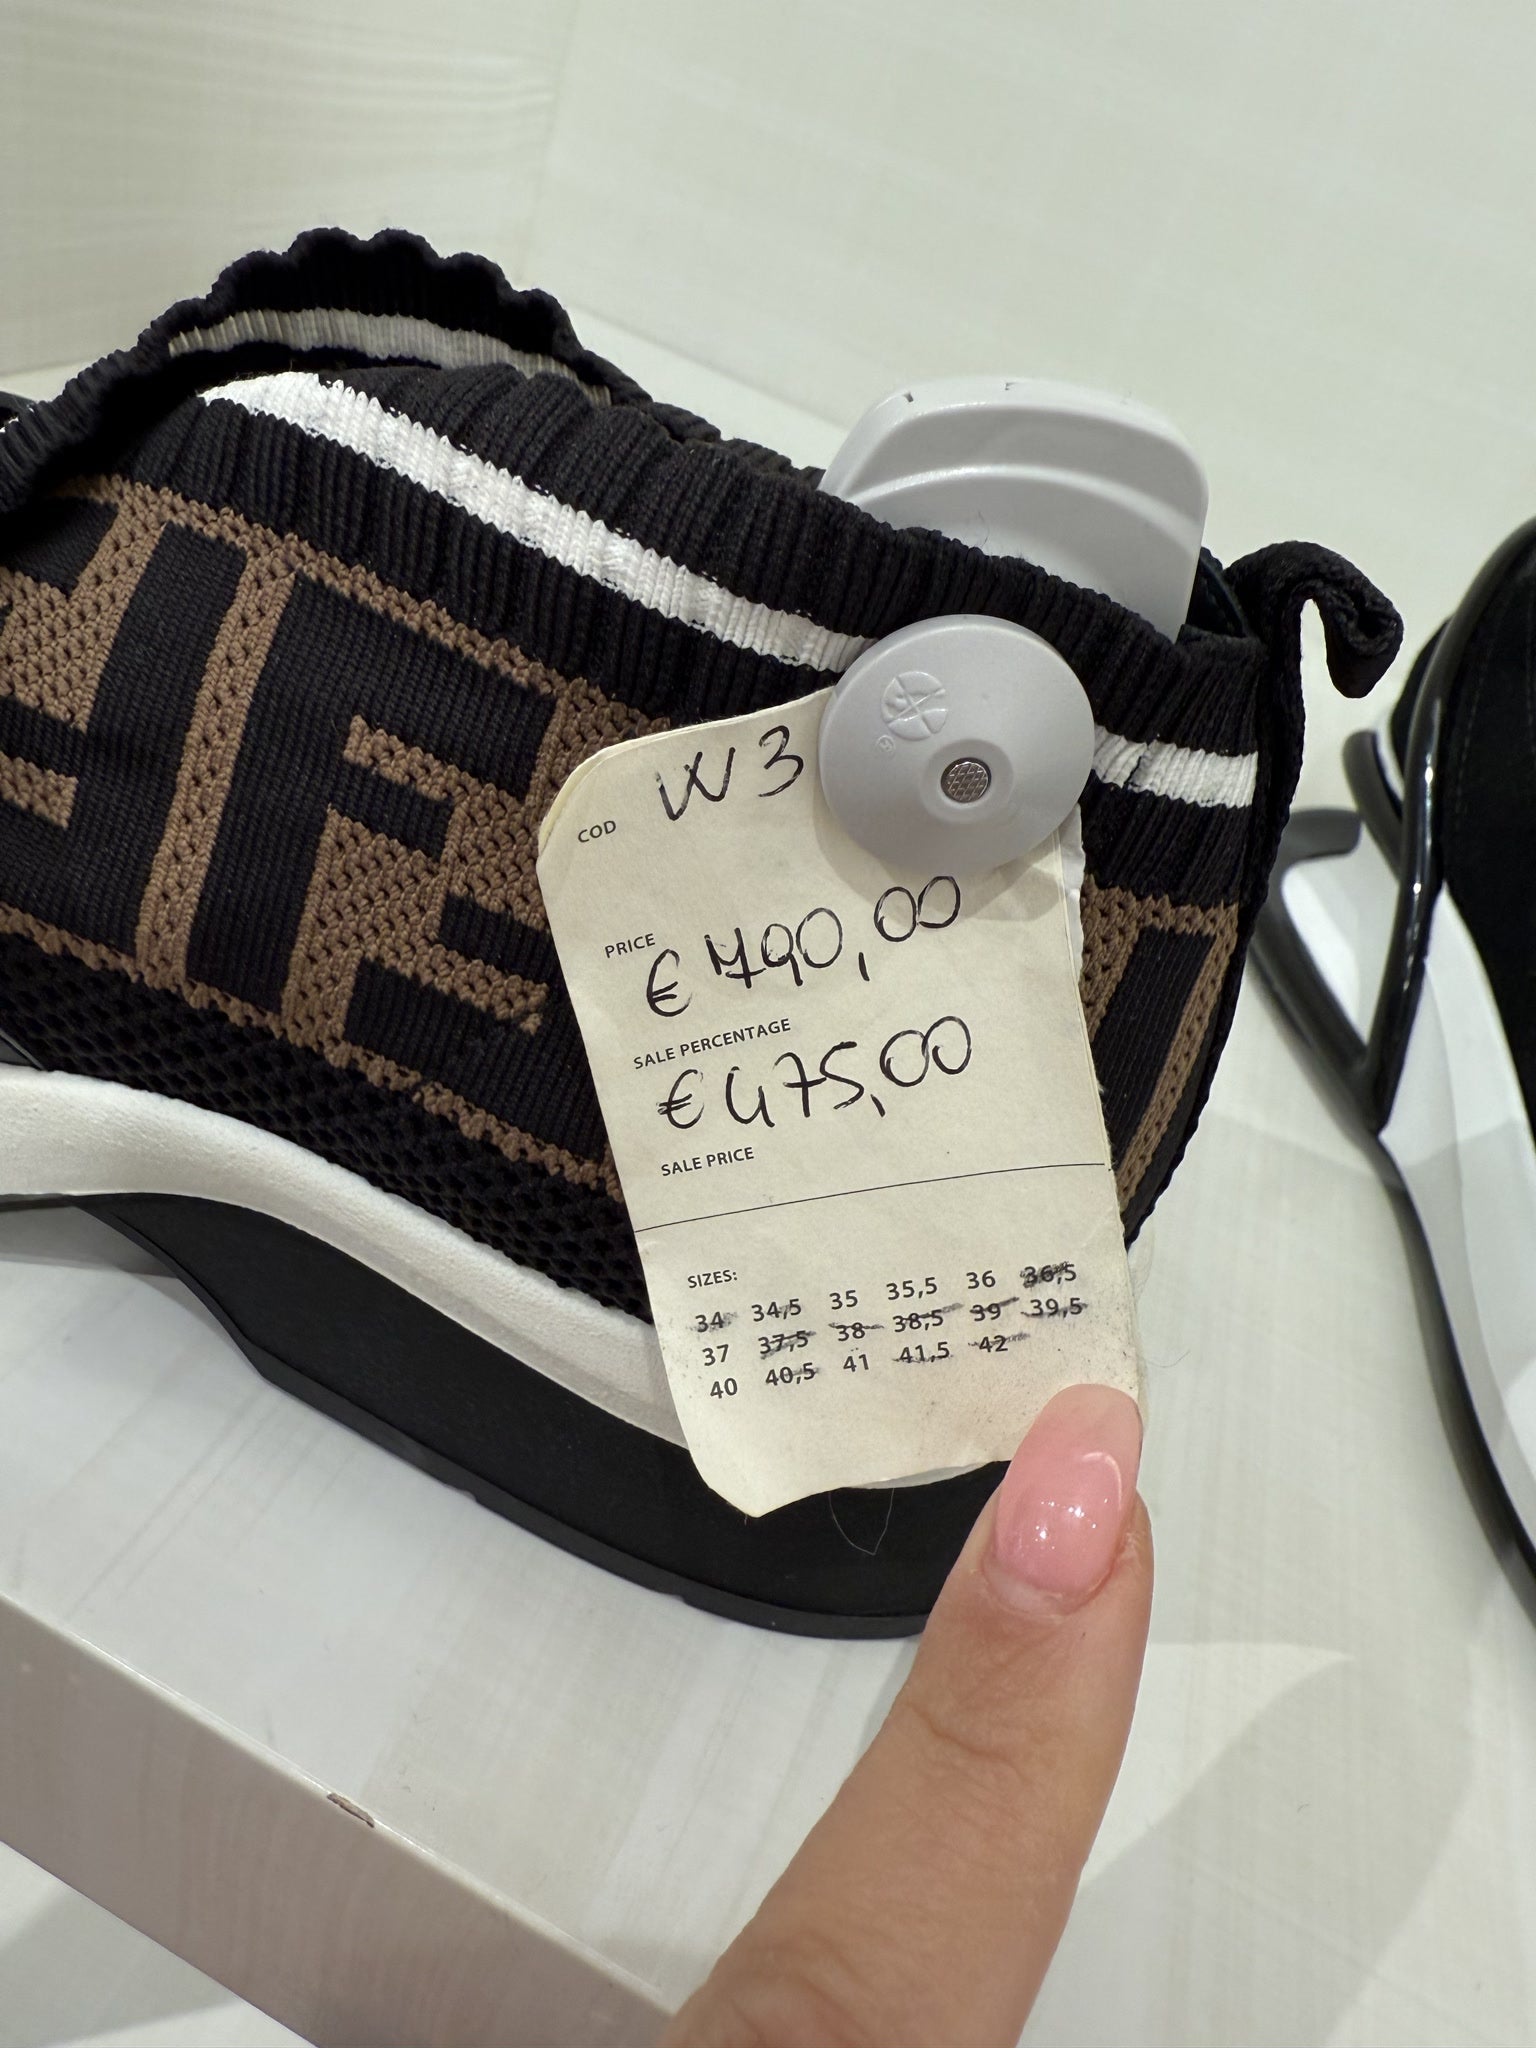 W3
COD
€ 790,00
PRICE
€ 475,00
SALE PERCENTAGE
SALE PRICE
SIZES:
34 34,5 35 35,5 36 36,5
37 37,5 38 38,5 39 39,5
40 40,5 41 41,5 42